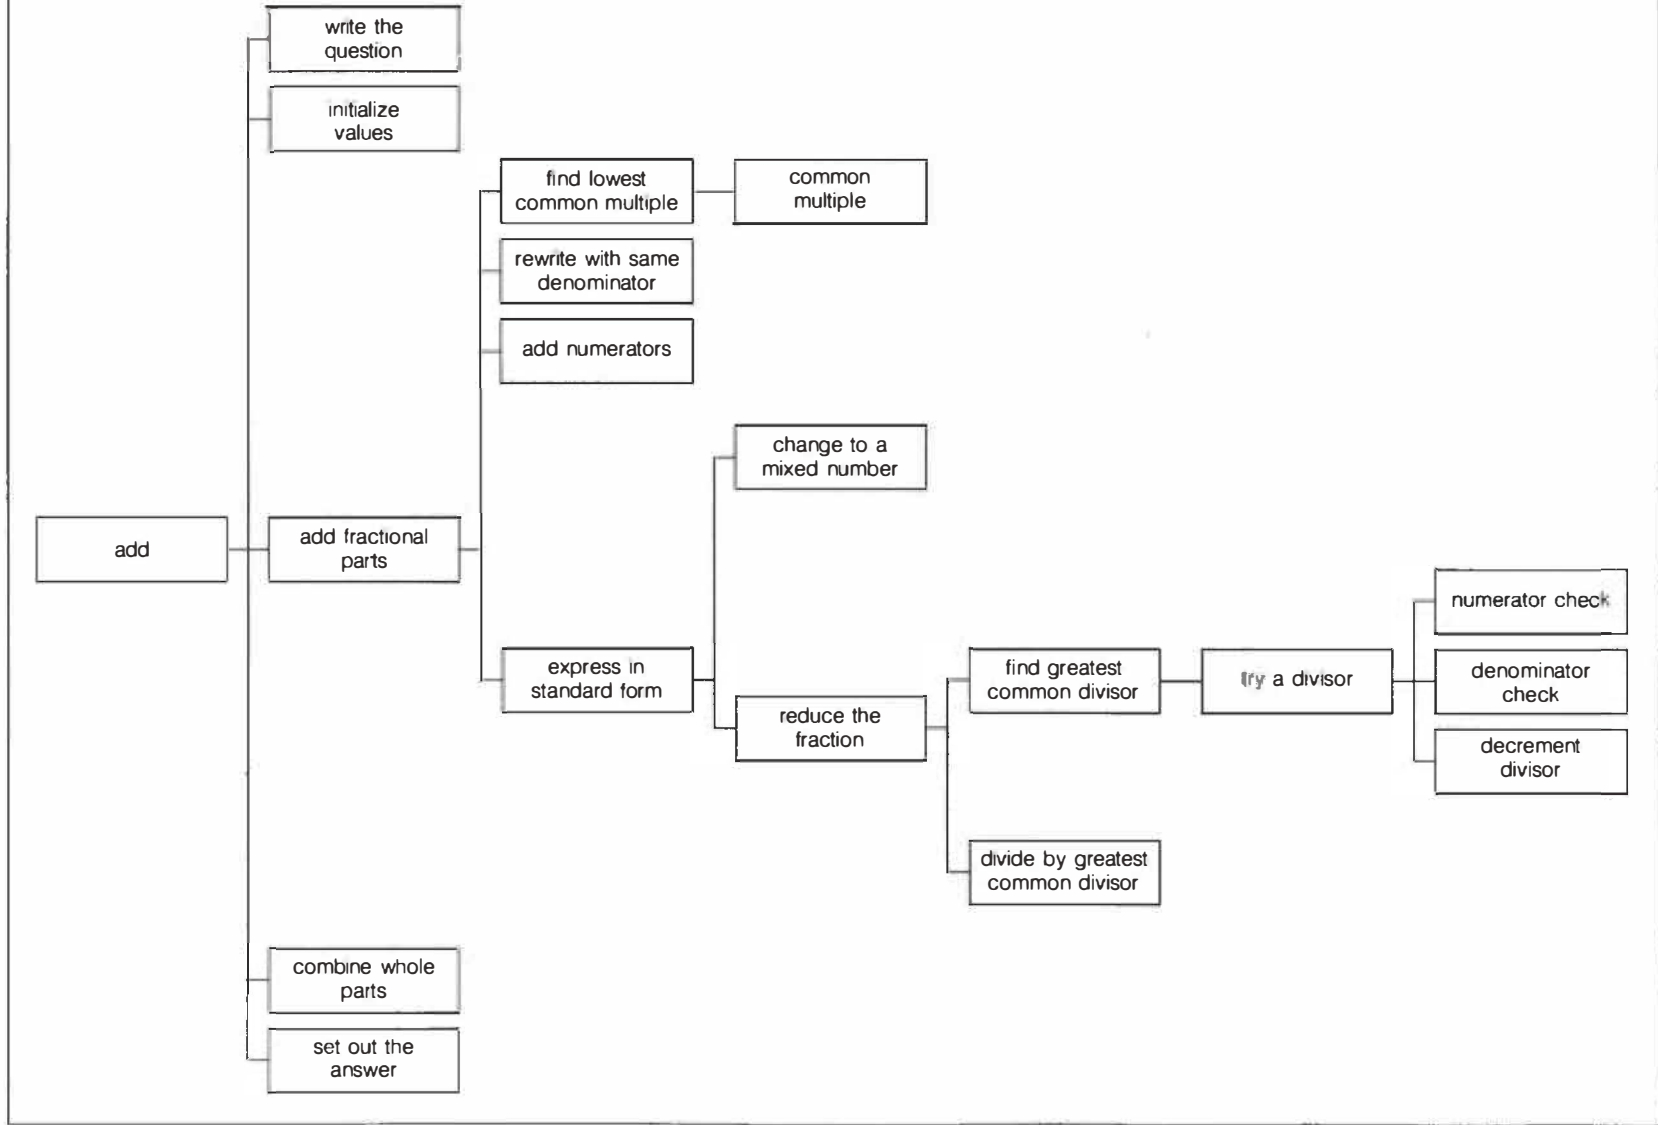 write the
question
initialize
values
find lowest
common multiple
common
multiple
rewrite with same
denominator
add numerators
change to a
mixed number
add
add fractional
parts
numerator check
express in
standard form
find greatest
common divisor
try a divisor
denominator
check
reduce the
fraction
decrement
divisor
divide by greatest
common divisor
combine whole
parts
set out the
answer